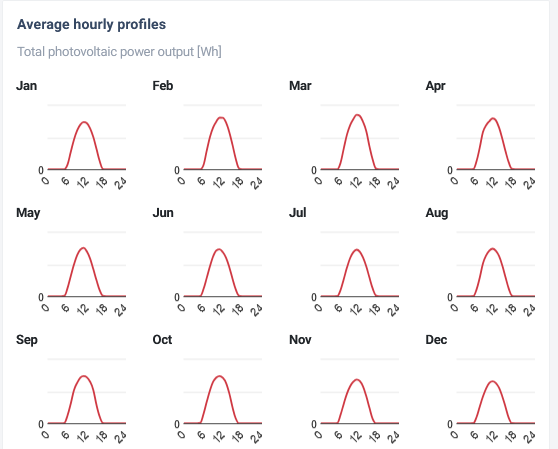 Average hourly profiles
Total photovoltaic power output [Wh]
Jan Feb Mar Apr
0 0 0 0
0 6 12 18 24 0 6 12 18 24 0 6 12 18 24 0 6 12 18 24
May Jun Jul Aug
0 0 0 0
0 6 12 18 24 0 6 12 18 24 0 6 12 18 24 0 6 12 18 24
Sep Oct Nov Dec
0 0 0 0
0 6 12 18 24 0 6 12 18 24 0 6 12 18 24 0 6 12 18 24